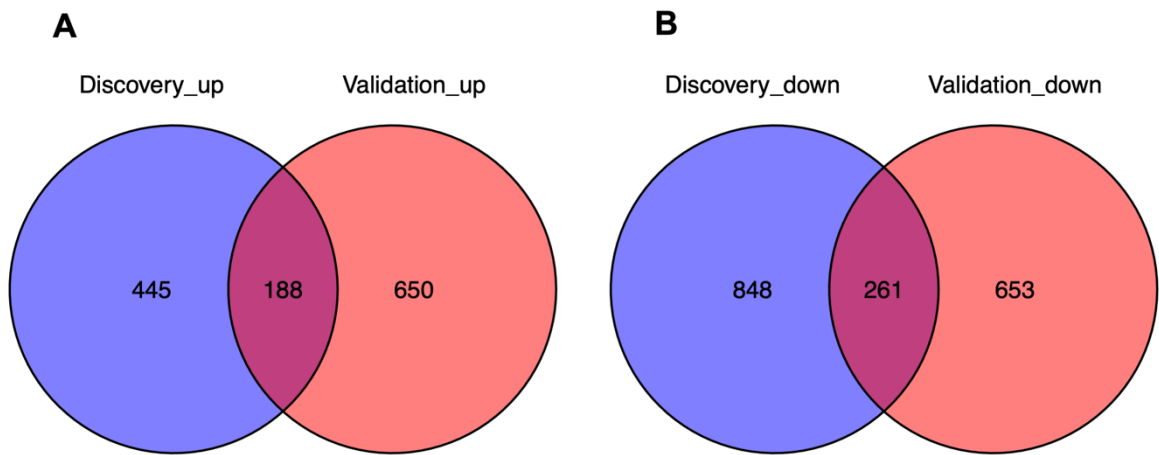 A
B
Discovery_up
Validation_up
Discovery_down
Validation_down
445
188
650
848
261
653